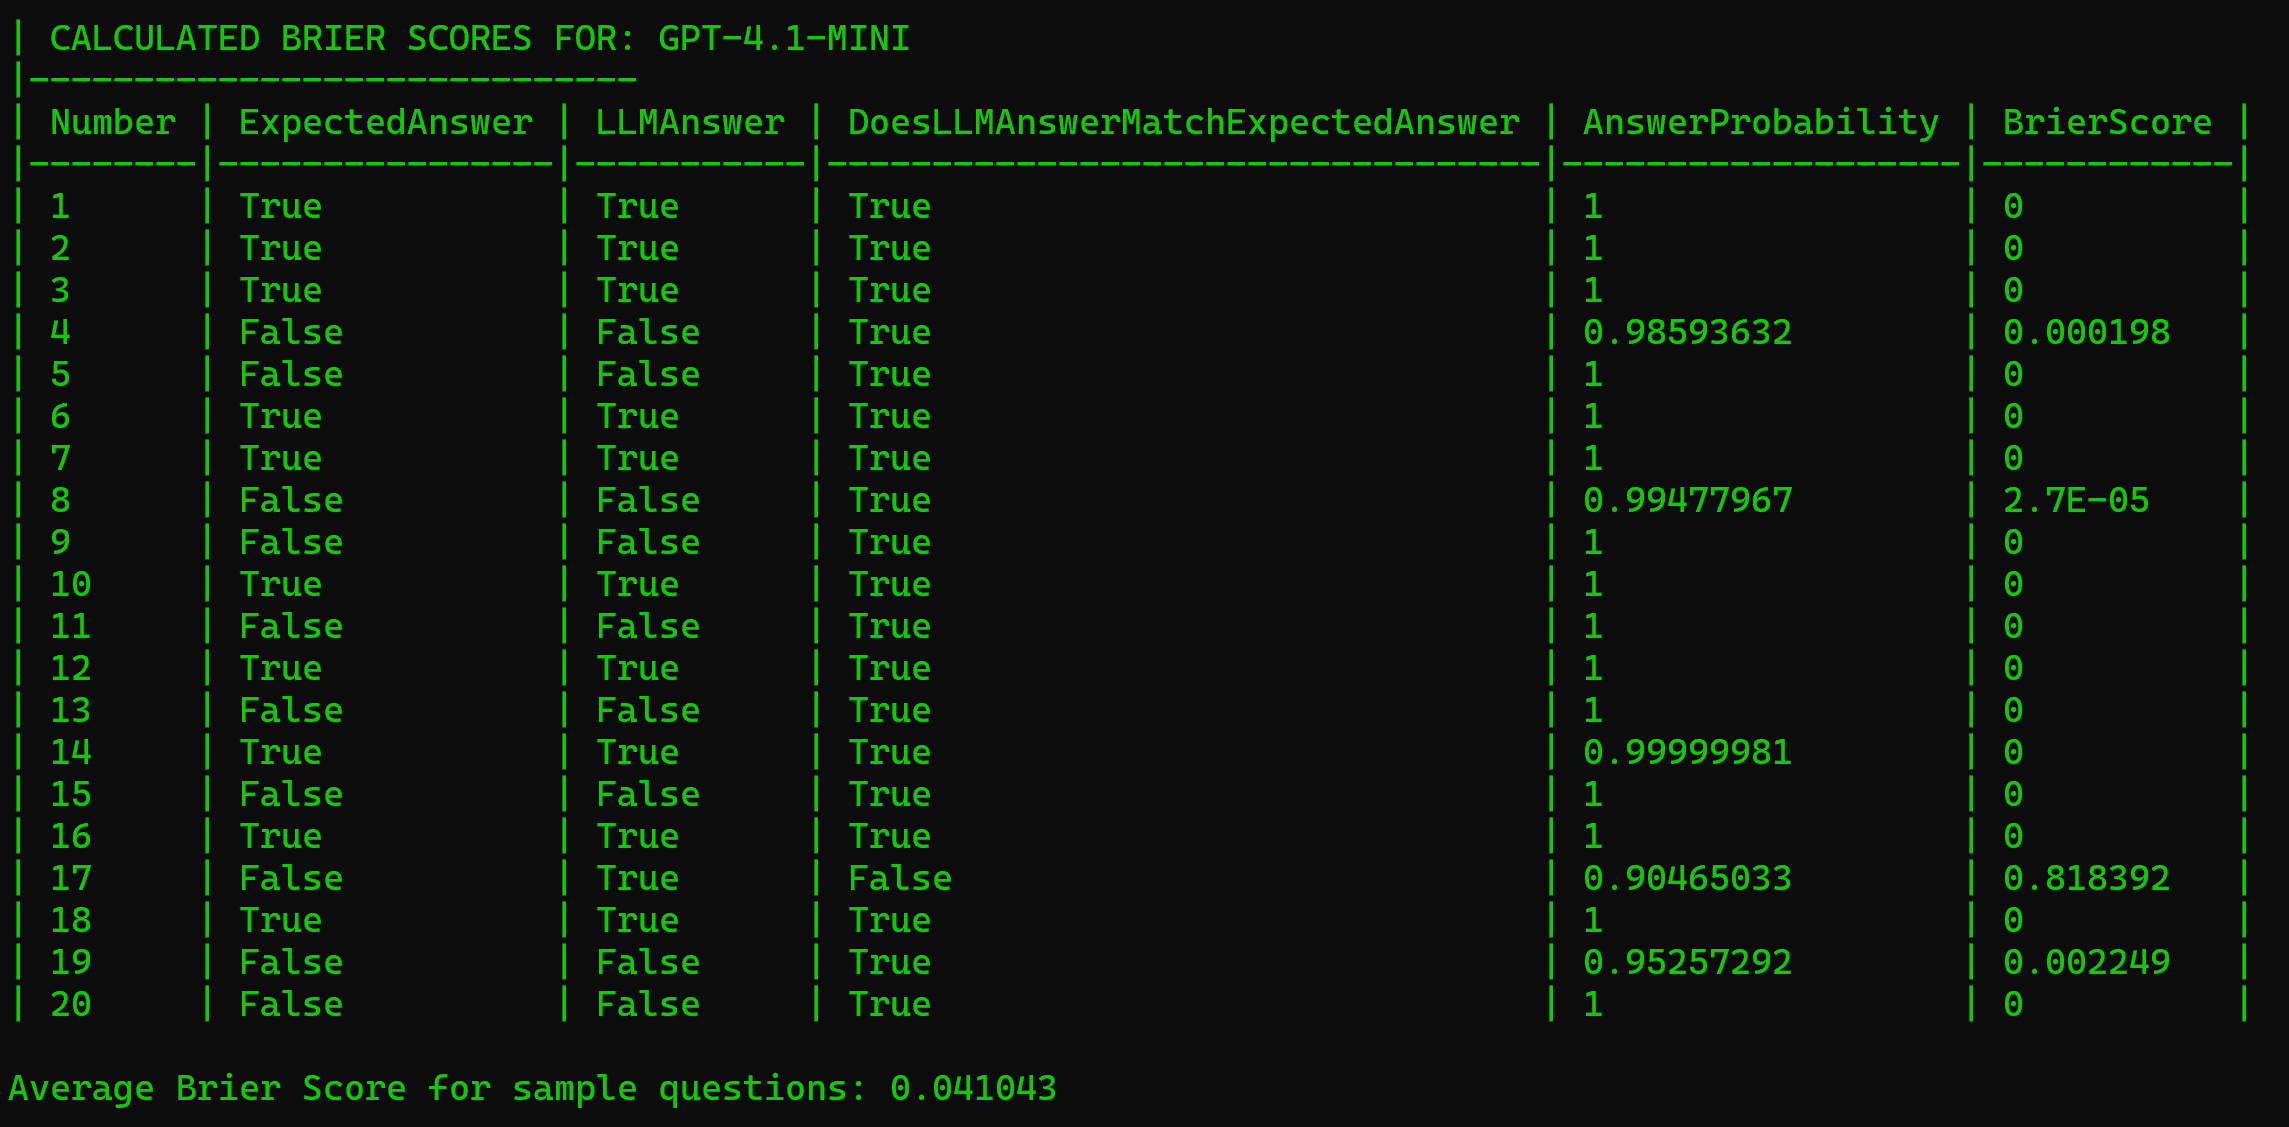 | CALCULATED BRIER SCORES FOR: GPT-4.1-MINI
|-----------------------------
| Number | ExpectedAnswer | LLMAnswer | DoesLLMAnswerMatchExpectedAnswer | AnswerProbability | BrierScore |
|--------|----------------|-----------|----------------------------------|-------------------|------------|
| 1      | True           | True      | True                             | 1                 | 0          |
| 2      | True           | True      | True                             | 1                 | 0          |
| 3      | True           | True      | True                             | 1                 | 0          |
| 4      | False          | False     | True                             | 0.98593632        | 0.000198   |
| 5      | False          | False     | True                             | 1                 | 0          |
| 6      | True           | True      | True                             | 1                 | 0          |
| 7      | True           | True      | True                             | 1                 | 0          |
| 8      | False          | False     | True                             | 0.99477967        | 2.7E-05    |
| 9      | False          | False     | True                             | 1                 | 0          |
| 10     | True           | True      | True                             | 1                 | 0          |
| 11     | False          | False     | True                             | 1                 | 0          |
| 12     | True           | True      | True                             | 1                 | 0          |
| 13     | False          | False     | True                             | 1                 | 0          |
| 14     | True           | True      | True                             | 0.99999981        | 0          |
| 15     | False          | False     | True                             | 1                 | 0          |
| 16     | True           | True      | True                             | 1                 | 0          |
| 17     | False          | True      | False                            | 0.90465033        | 0.818392   |
| 18     | True           | True      | True                             | 1                 | 0          |
| 19     | False          | False     | True                             | 0.95257292        | 0.002249   |
| 20     | False          | False     | True                             | 1                 | 0          |
Average Brier Score for sample questions: 0.041043